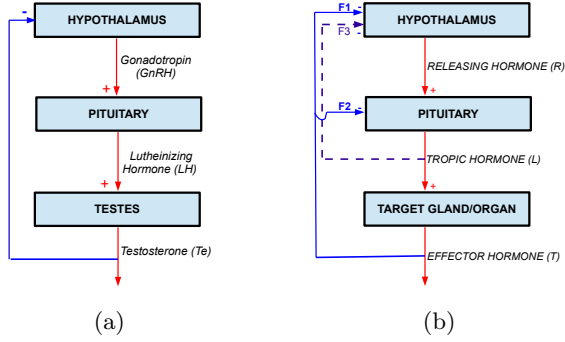 -
HYPOTHALAMUS
Gonadotropin
(GnRH)
+
PITUITARY
Lutheinizing
Hormone (LH)
+
TESTES
Testosterone (Te)
(a)
F1 -
HYPOTHALAMUS
F3 -
RELEASING HORMONE (R)
+
F2 -
PITUITARY
TROPIC HORMONE (L)
+
TARGET GLAND/ORGAN
EFFECTOR HORMONE (T)
(b)